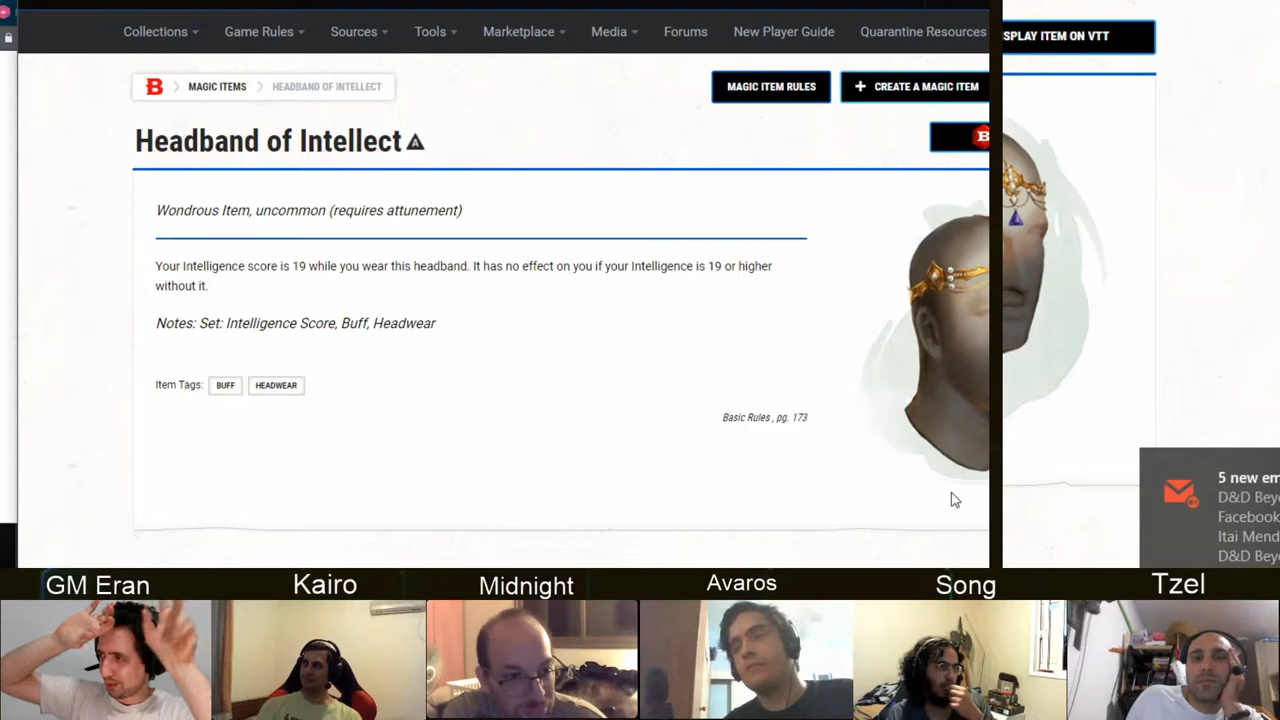 Collections Game Rules Sources Tools Marketplace Media Forums New Player Guide Quarantine Resources
SPLAY ITEM ON VTT
B MAGIC ITEMS HEADBAND OF INTELLECT
MAGIC ITEM RULES
+ CREATE A MAGIC ITEM
Headband of Intellect A
B
Wondrous Item, uncommon (requires attunement)
Your Intelligence score is 19 while you wear this headband. It has no effect on you if your Intelligence is 19 or higher
without it.
Notes: Set: Intelligence Score, Buff, Headwear
Item Tags: BUFF HEADWEAR
Basic Rules , pg. 173
5 new em
D&D Bey
Facebook
Itai Mend
D&D Bey
GM Eran Kairo Midnight Avaros Song Tzel